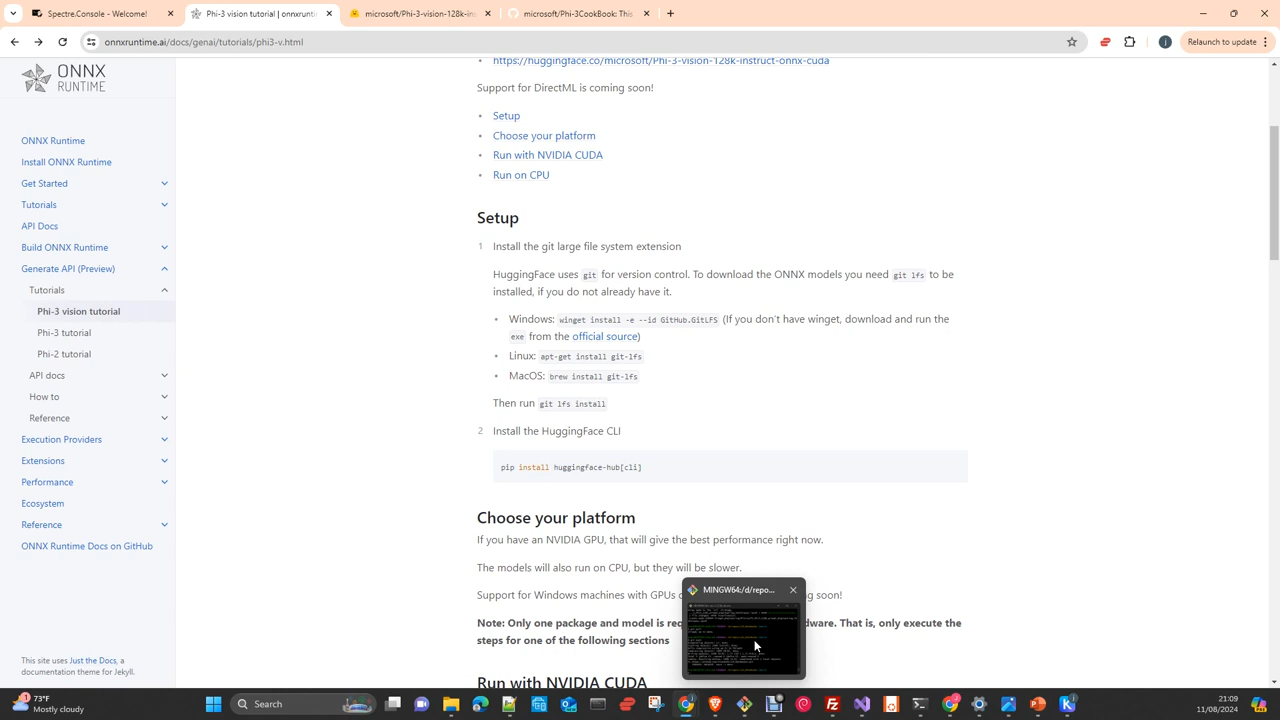 Spectre.Console - Welcome!
Phi-3 vision tutorial | onnxrunt
microsoft/Phi-3-vision-128k-ins
microsoft/Phi-3CookBook: This
onnxruntime.ai/docs/genai/tutorials/phi3-v.html
Relaunch to update
ONNX
RUNTIME
ONNX Runtime
Install ONNX Runtime
Get Started
Tutorials
API Docs
Build ONNX Runtime
Generate API (Preview)
Tutorials
Phi-3 vision tutorial
Phi-3 tutorial
Phi-2 tutorial
API docs
How to
Reference
Execution Providers
Extensions
Performance
Ecosystem
Reference
ONNX Runtime Docs on GitHub
This site uses Just the Docs, a
documentation theme for
https://huggingface.co/microsoft/Phi-3-vision-128k-instruct-onnx-cuda
Support for DirectML is coming soon!
Setup
Choose your platform
Run with NVIDIA CUDA
Run on CPU
Setup
1 Install the git large file system extension
HuggingFace uses git for version control. To download the ONNX models you need git lfs to be
installed, if you do not already have it.
Windows: winget install -e --id GitHub.GitLFS (If you don't have winget, download and run the
exe from the official source)
Linux: apt-get install git-lfs
MacOS: brew install git-lfs
Then run git lfs install
2 Install the HuggingFace CLI
pip install huggingface-hub[cli]
Choose your platform
If you have an NVIDIA GPU, that will give the best performance right now.
The models will also run on CPU, but they will be slower.
Support for Windows machines with GPUs
soon!
Only one package and model is
hardware. That is, only execute the
for one of the following sections
Run with NVIDIA CUDA
MINGW64:/d/repo...
73°
Mostly cloudy
Search
21:09
11/08/2024